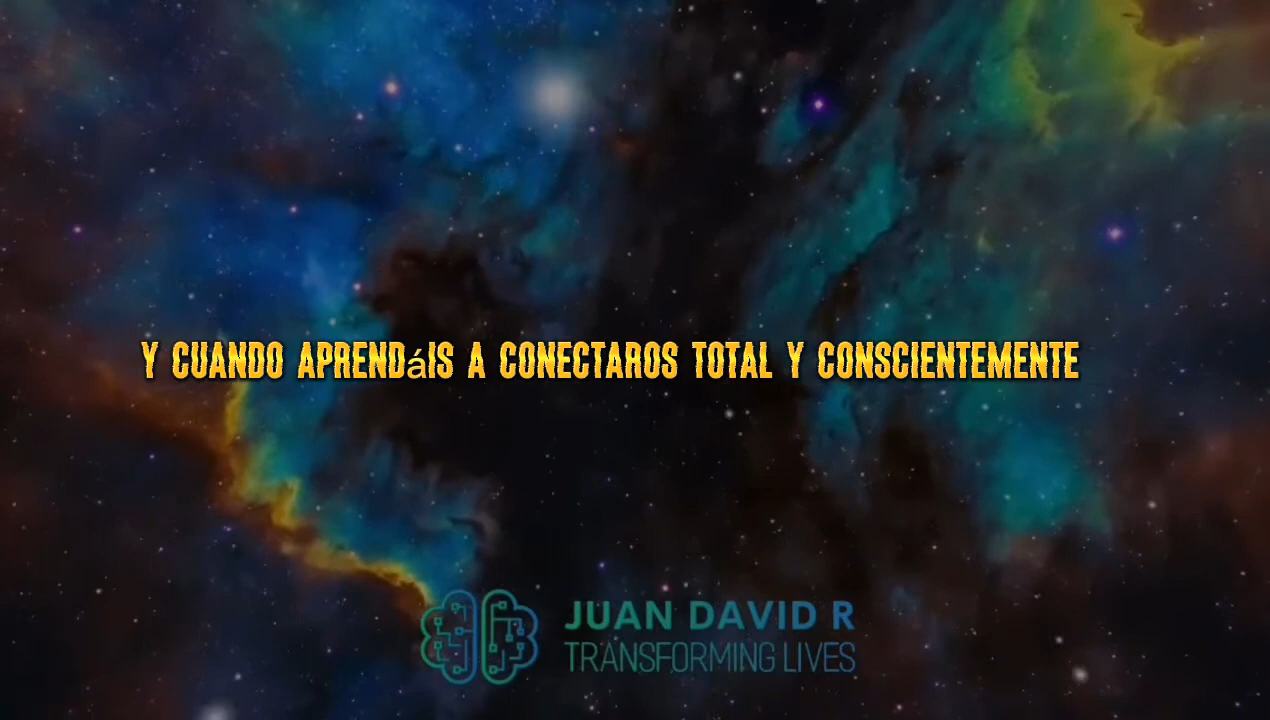 Y CUANDO APRENDáIS A CONECTAROS TOTAL Y CONSCIENTEMENTE
JUAN DAVID R
TRANSFORMING LIVES